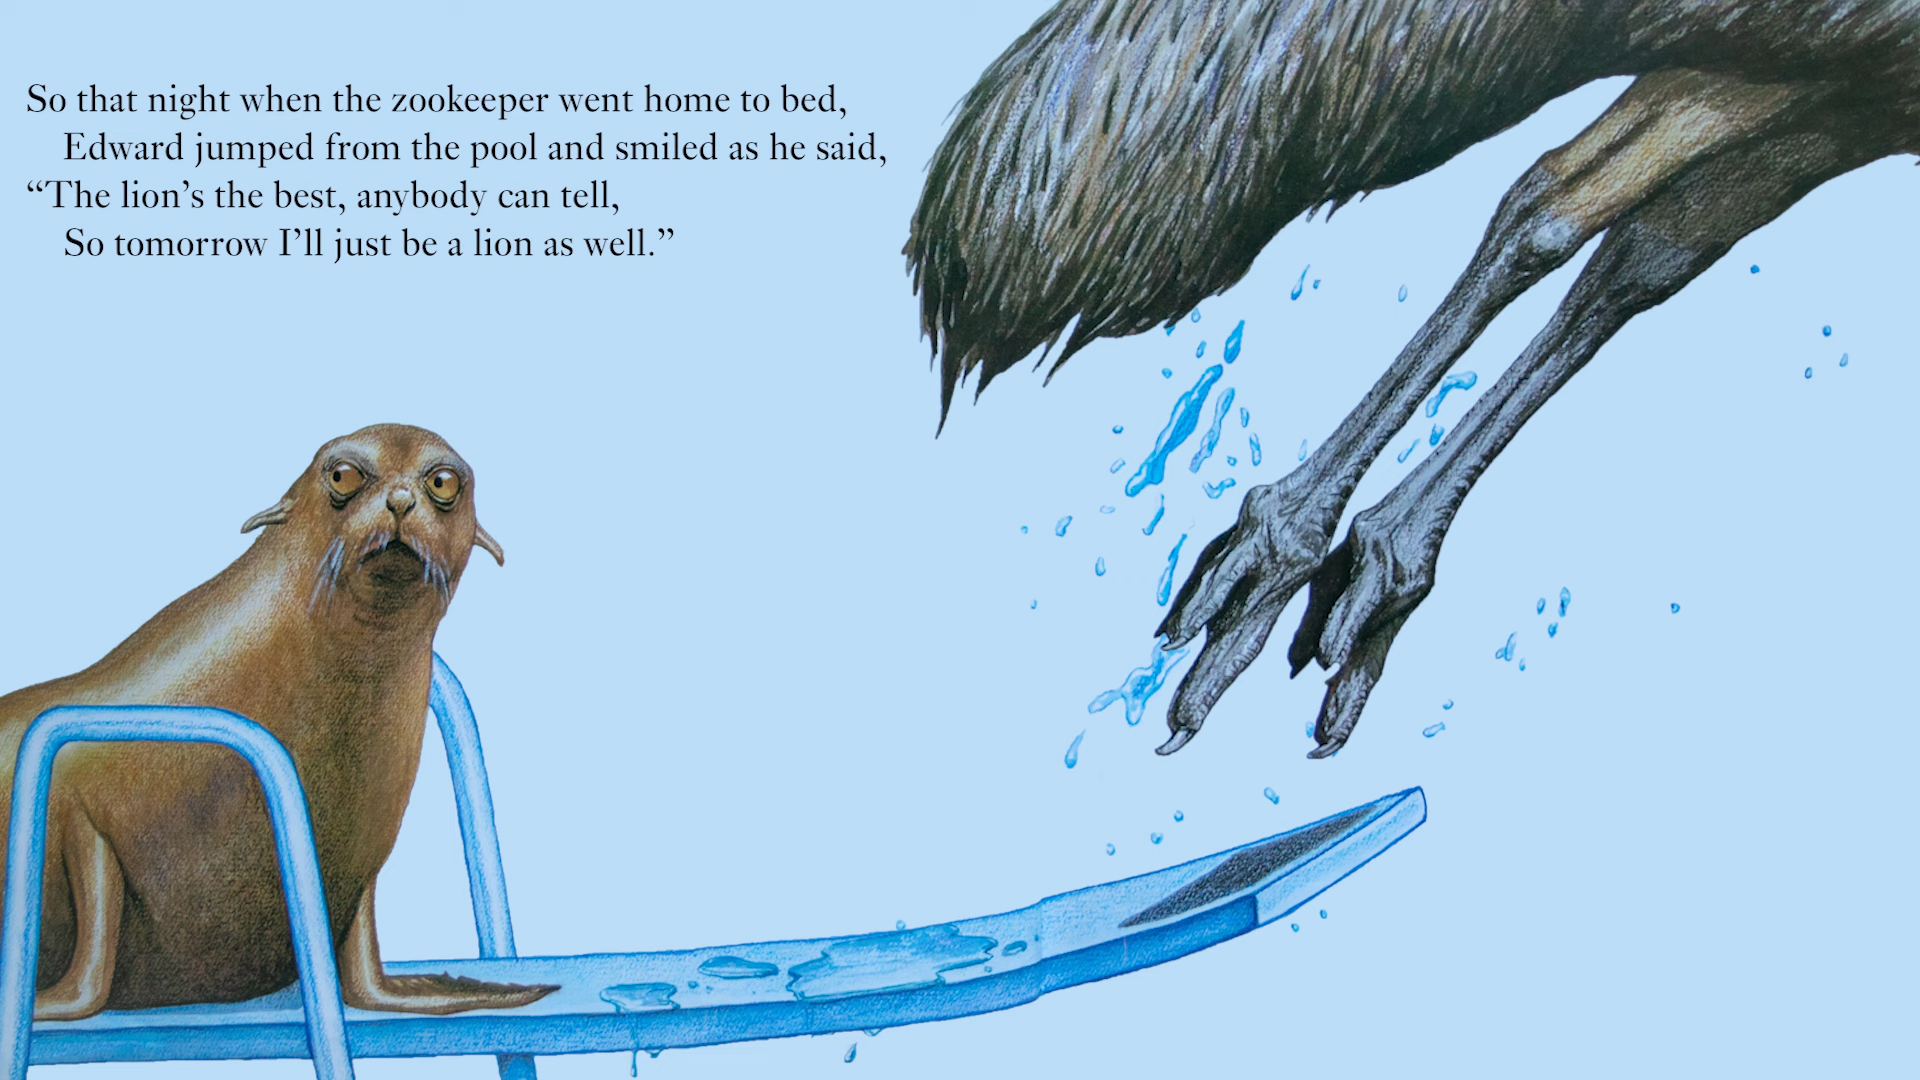 So that night when the zookeeper went home to bed,
Edward jumped from the pool and smiled as he said,
“The lion’s the best, anybody can tell,
So tomorrow I’ll just be a lion as well.”